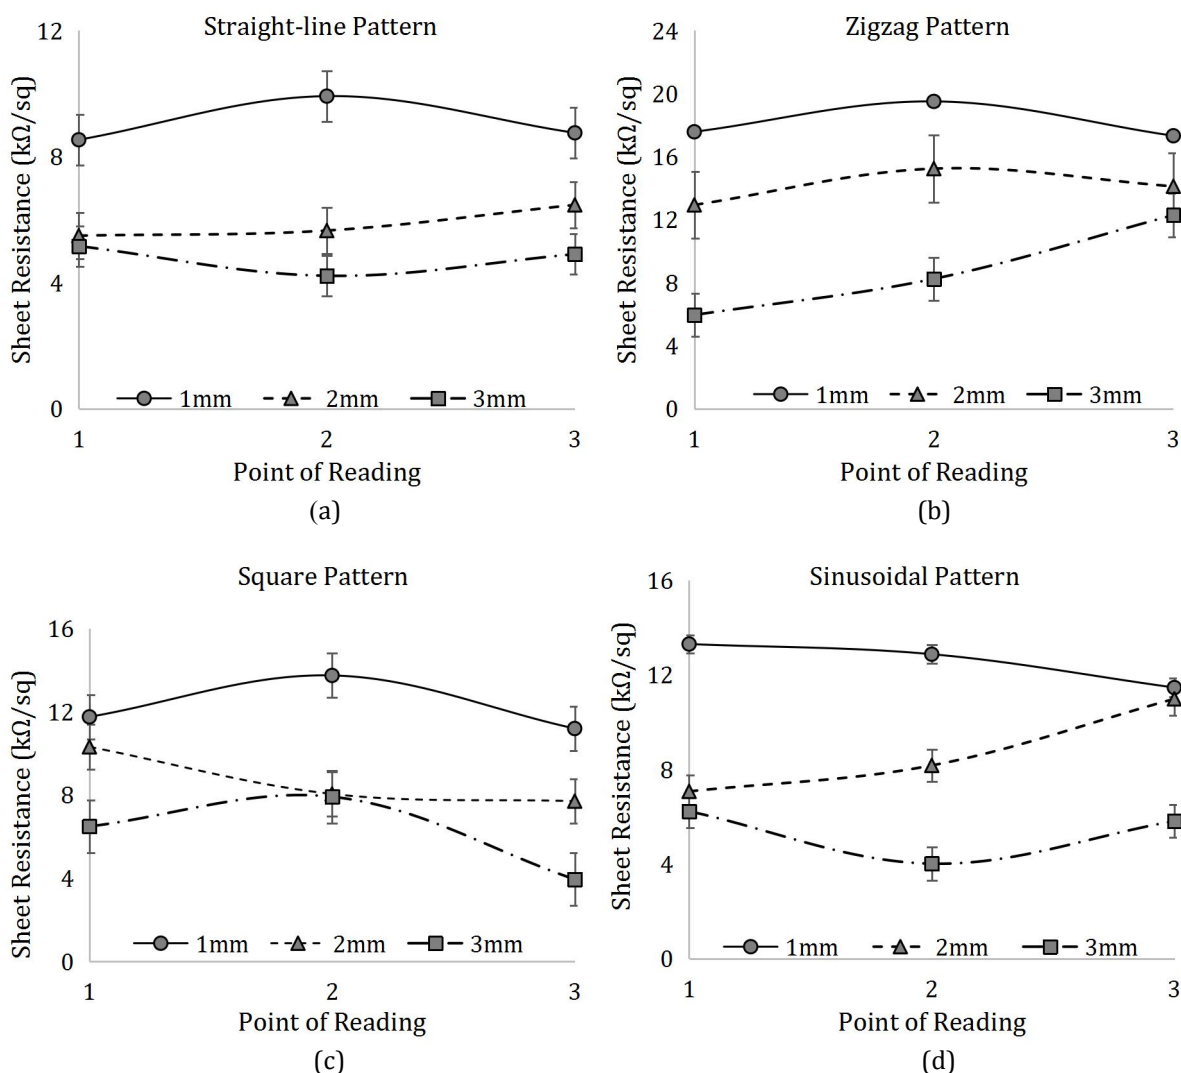 Straight-line Pattern
Sheet Resistance (kΩ/sq)
12
8
4
0
1mm 2mm 3mm
1 2 3
Point of Reading
(a)
Zigzag Pattern
Sheet Resistance (kΩ/sq)
24
20
16
12
8
4
0
1mm 2mm 3mm
1 2 3
Point of Reading
(b)
Square Pattern
Sheet Resistance (kΩ/sq)
16
12
8
4
0
1mm 2mm 3mm
1 2 3
Point of Reading
(c)
Sinusoidal Pattern
Sheet Resistance (kΩ/sq)
16
12
8
4
0
1mm 2mm 3mm
1 2 3
Point of Reading
(d)